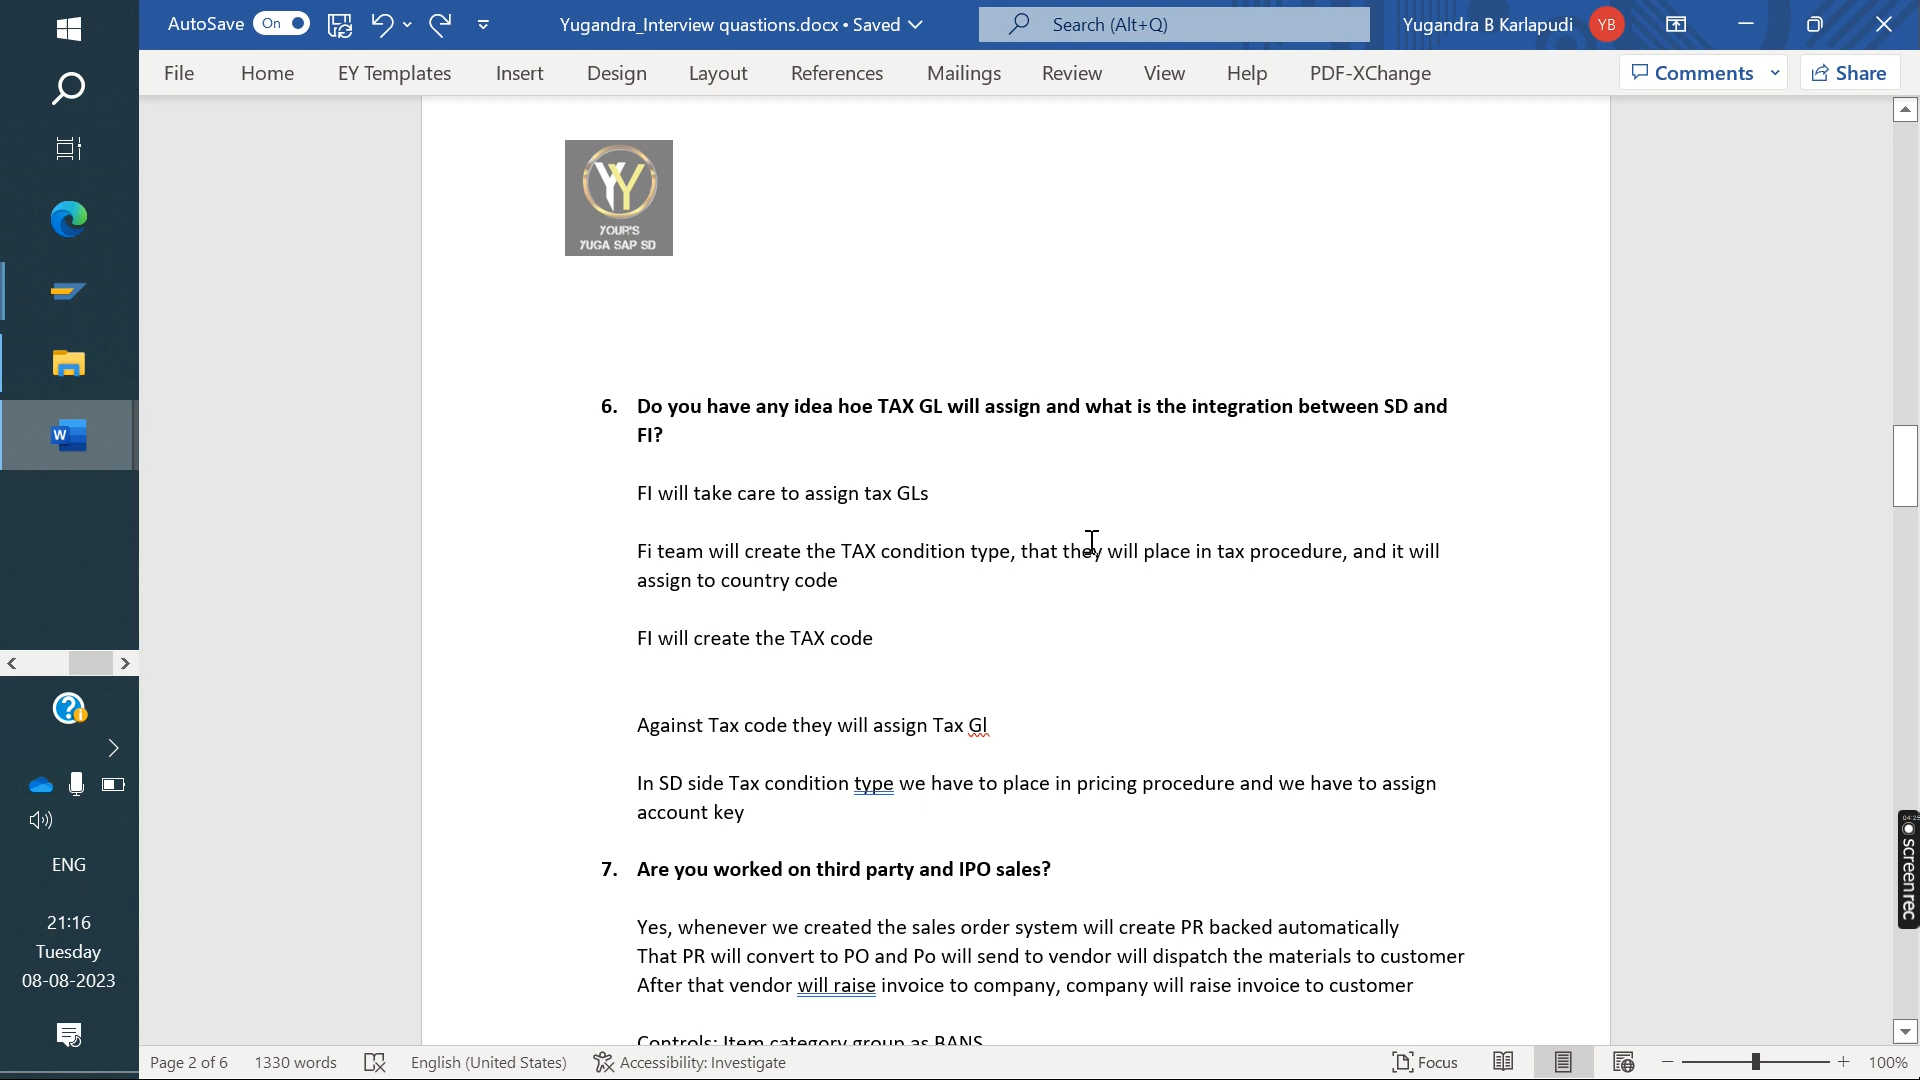 AutoSave On Yugandra_Interview quastions.docx • Saved Search (Alt+Q) Yugandra B Karlapudi YB
File Home EY Templates Insert Design Layout References Mailings Review View Help PDF-XChange Comments Share
YY
YOUR'S
YUGA SAP SD
6. Do you have any idea hoe TAX GL will assign and what is the integration between SD and
FI?
FI will take care to assign tax GLs
Fi team will create the TAX condition type, that they will place in tax procedure, and it will
assign to country code
FI will create the TAX code
Against Tax code they will assign Tax Gl
In SD side Tax condition type we have to place in pricing procedure and we have to assign
account key
7. Are you worked on third party and IPO sales?
Yes, whenever we created the sales order system will create PR backed automatically
That PR will convert to PO and Po will send to vendor will dispatch the materials to customer
After that vendor will raise invoice to company, company will raise invoice to customer
Controls: Item category group as BANS
W
ENG
21:16
Tuesday
08-08-2023
screenrec
Page 2 of 6 1330 words English (United States) Accessibility: Investigate Focus 100%